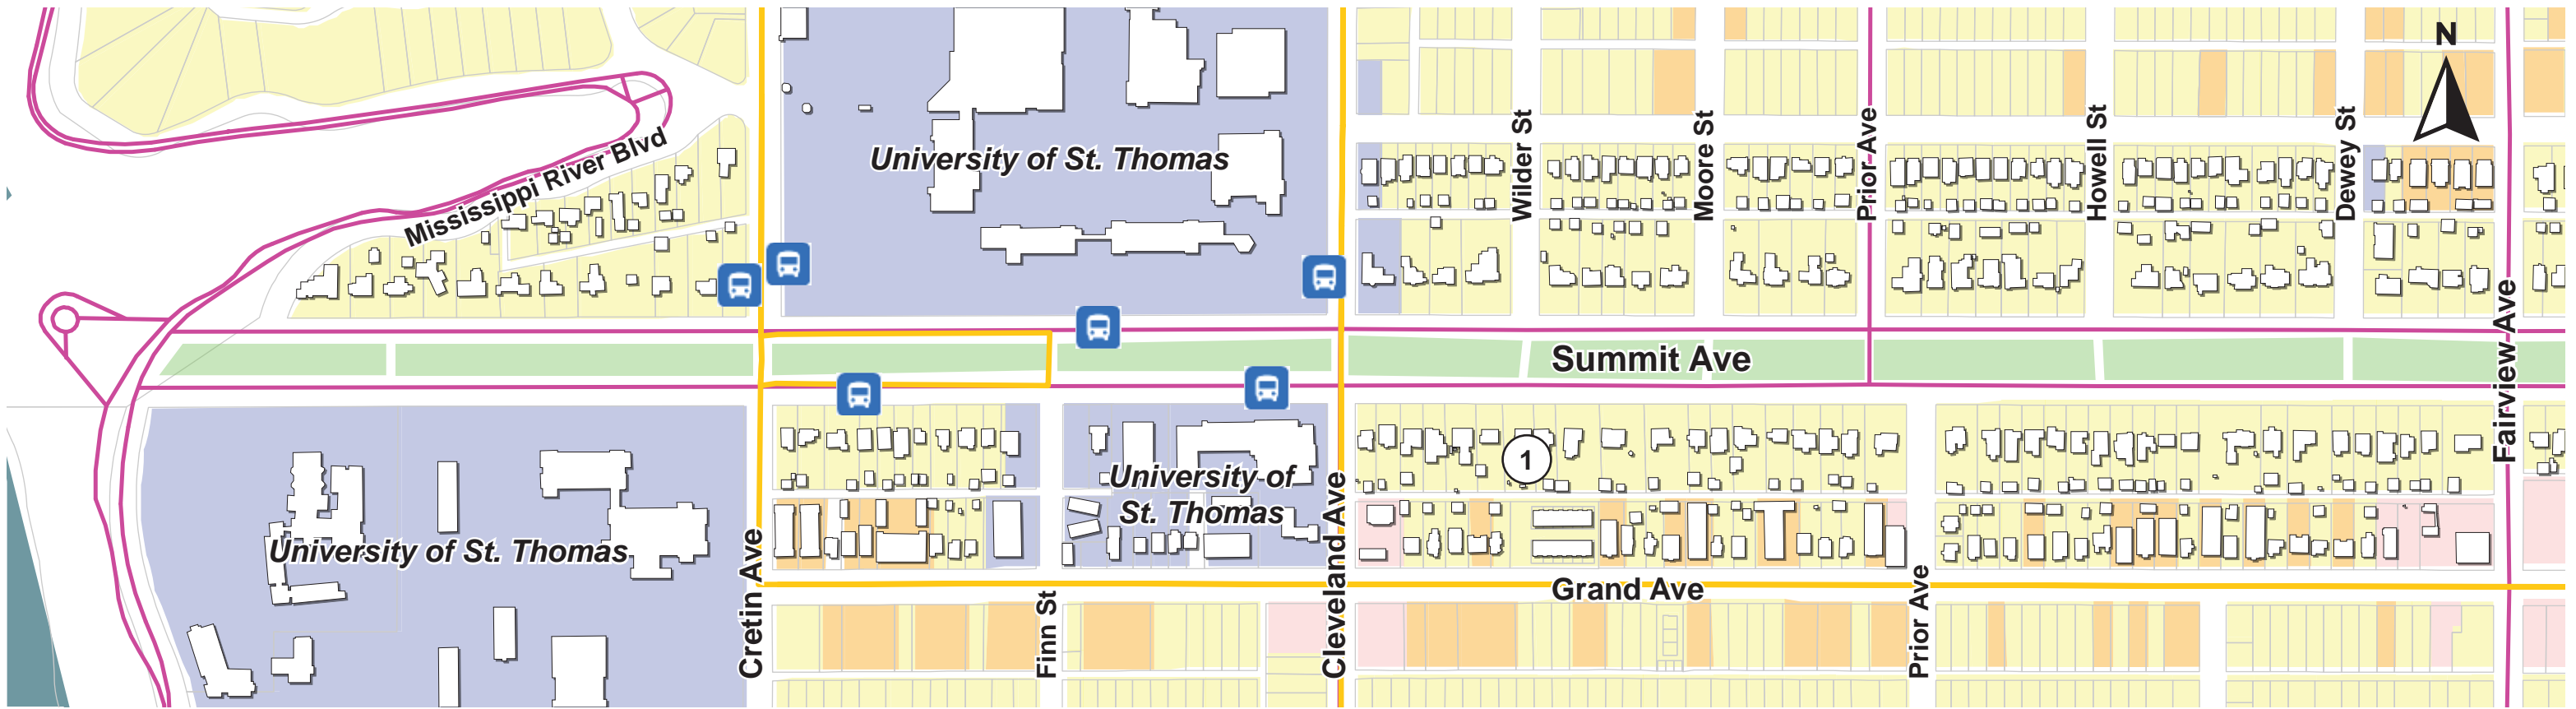 N
University of St. Thomas
Mississippi River Blvd
Wilder St
Moore St
Prior Ave
Howell St
Dewey St
Summit Ave
Fairview Ave
1
University of
St. Thomas
University of St. Thomas
Cretin Ave
Cleveland Ave
Grand Ave
Finn St
Prior Ave